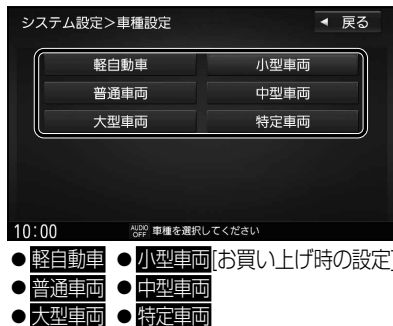 システム設定>車種設定 ◀ 戻る
軽自動車 小型車両
普通車両 中型車両
大型車両 特定車両
10:00 AUDIO OFF 車種を選択してください
● 軽自動車 ● 小型車両[お買い上げ時の設定]
● 普通車両 ● 中型車両
● 大型車両 ● 特定車両